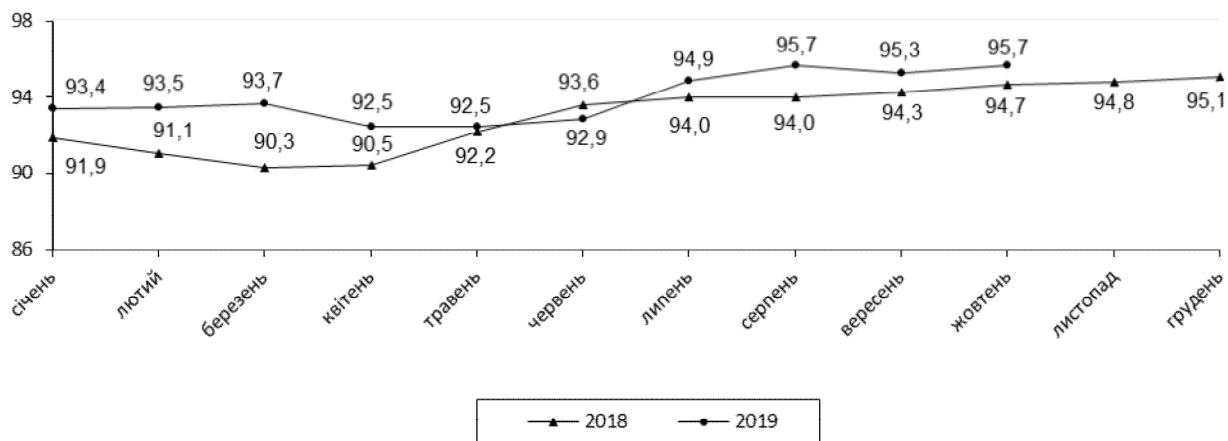 98
95,7 95,3 95,7
94,9
93,4 93,5 93,7 93,6
92,5 92,5
94
91,1 90,3 90,5 92,2 92,9 94,0 94,0 94,3 94,7 94,8 95,1
91,9
90
86
січень лютий березень квітень травень червень липень серпень вересень жовтень листопад грудень
2018 2019